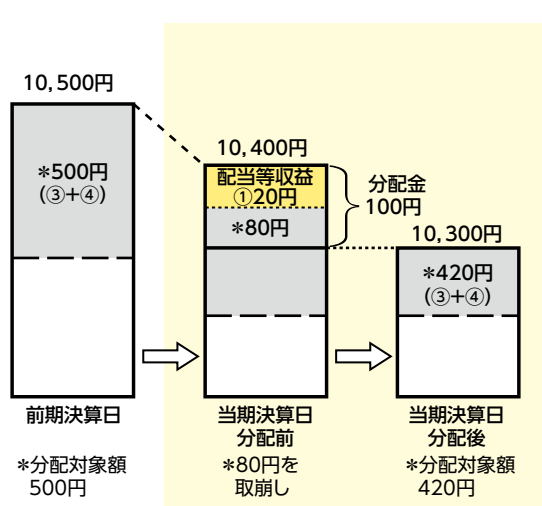 10,500円
*500円
(③+④)
前期決算日
*分配対象額
500円
10,400円
配当等収益
①20円
*80円
分配金
100円
当期決算日
分配前
*80円を
取崩し
10,300円
*420円
(③+④)
当期決算日
分配後
*分配対象額
420円